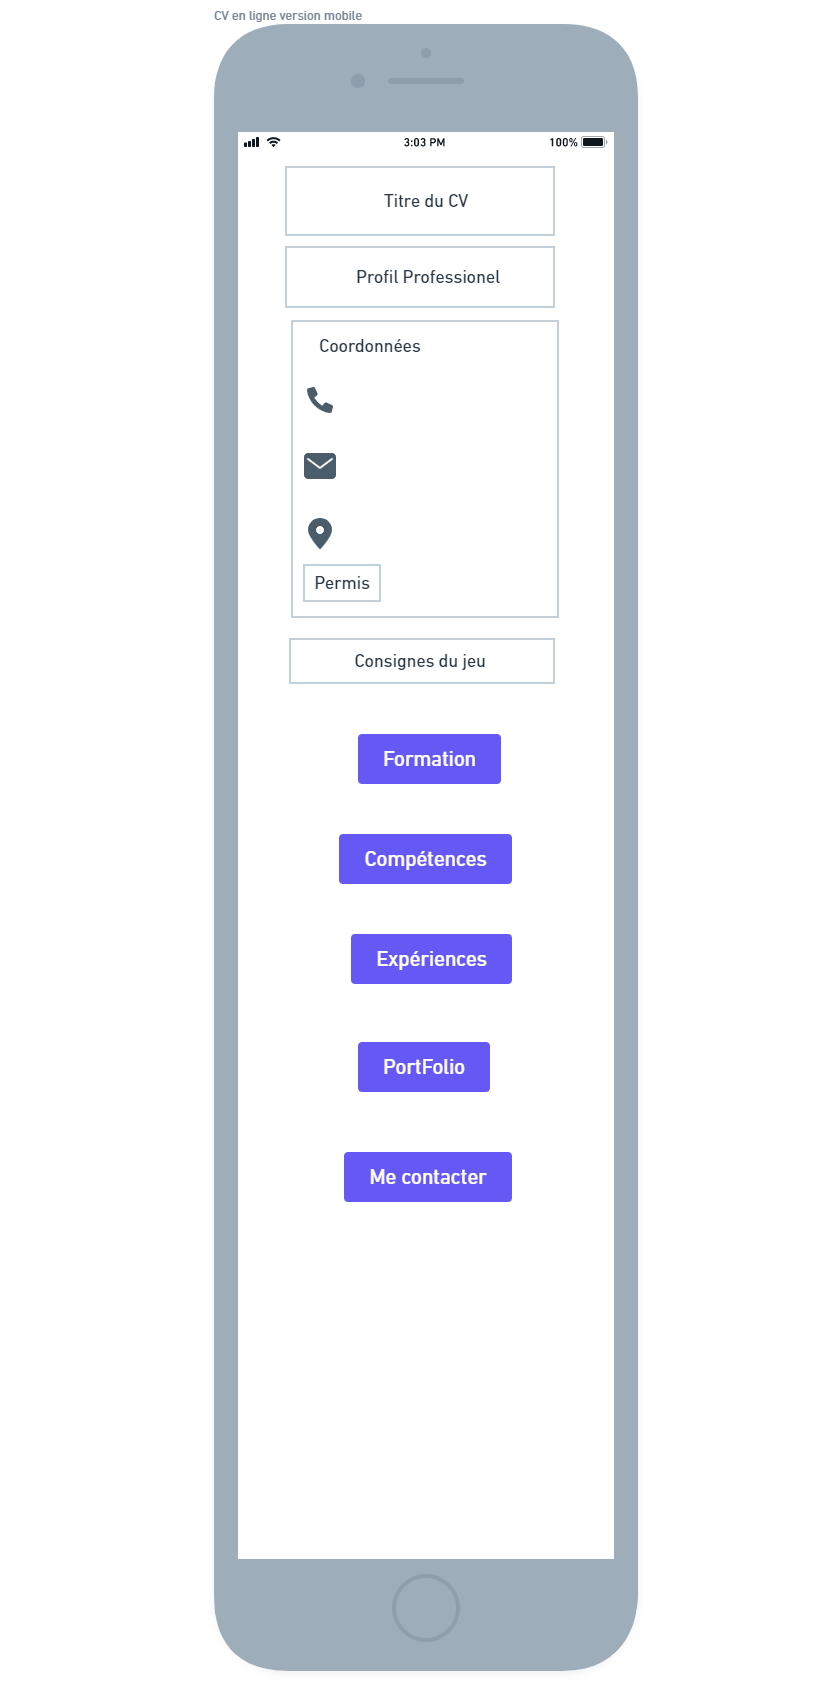 CV en ligne version mobile
3:03 PM
100%
Titre du CV
Profil Professionel
Coordonnées
Permis
Consignes du jeu
Formation
Compétences
Expériences
PortFolio
Me contacter